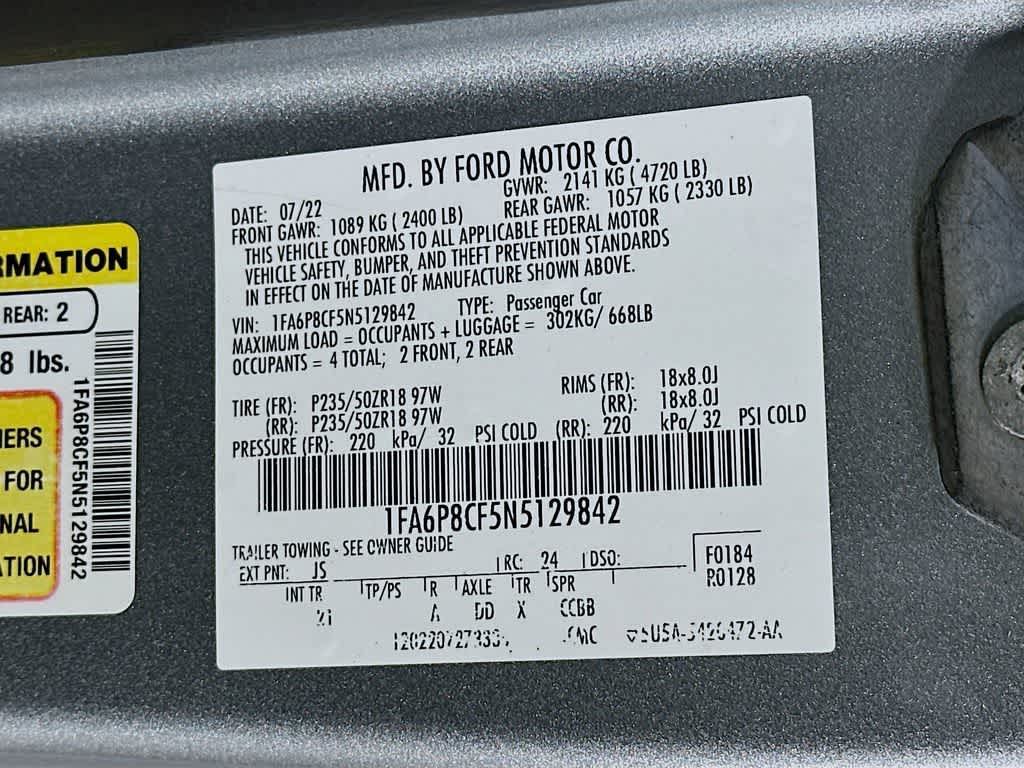 MFD. BY FORD MOTOR CO.
DATE: 07/22 GVWR: 2141 KG ( 4720 LB)
FRONT GAWR: 1089 KG ( 2400 LB) REAR GAWR: 1057 KG ( 2330 LB)
THIS VEHICLE CONFORMS TO ALL APPLICABLE FEDERAL MOTOR
VEHICLE SAFETY, BUMPER, AND THEFT PREVENTION STANDARDS
IN EFFECT ON THE DATE OF MANUFACTURE SHOWN ABOVE.
VIN: 1FA6P8CF5N5129842 TYPE: Passenger Car
MAXIMUM LOAD = OCCUPANTS + LUGGAGE = 302KG/ 668LB
OCCUPANTS = 4 TOTAL; 2 FRONT, 2 REAR
TIRE (FR): P235/50ZR18 97W RIMS (FR): 18x8.0J
(RR): P235/50ZR18 97W (RR): 18x8.0J
PRESSURE (FR): 220 kPa/ 32 PSI COLD (RR): 220 kPa/ 32 PSI COLD
1FA6P8CF5N5129842
TRAILER TOWING - SEE OWNER GUIDE
EXT PNT: JS RC: 24 DSO: F0184
R0128
INT TR TP/PS R AXLE TR SPR
A DD X CCBB
RMATION
REAR: 2
8 lbs.
IERS
FOR
NAL
ATION
1FA6P8CF5N5129842